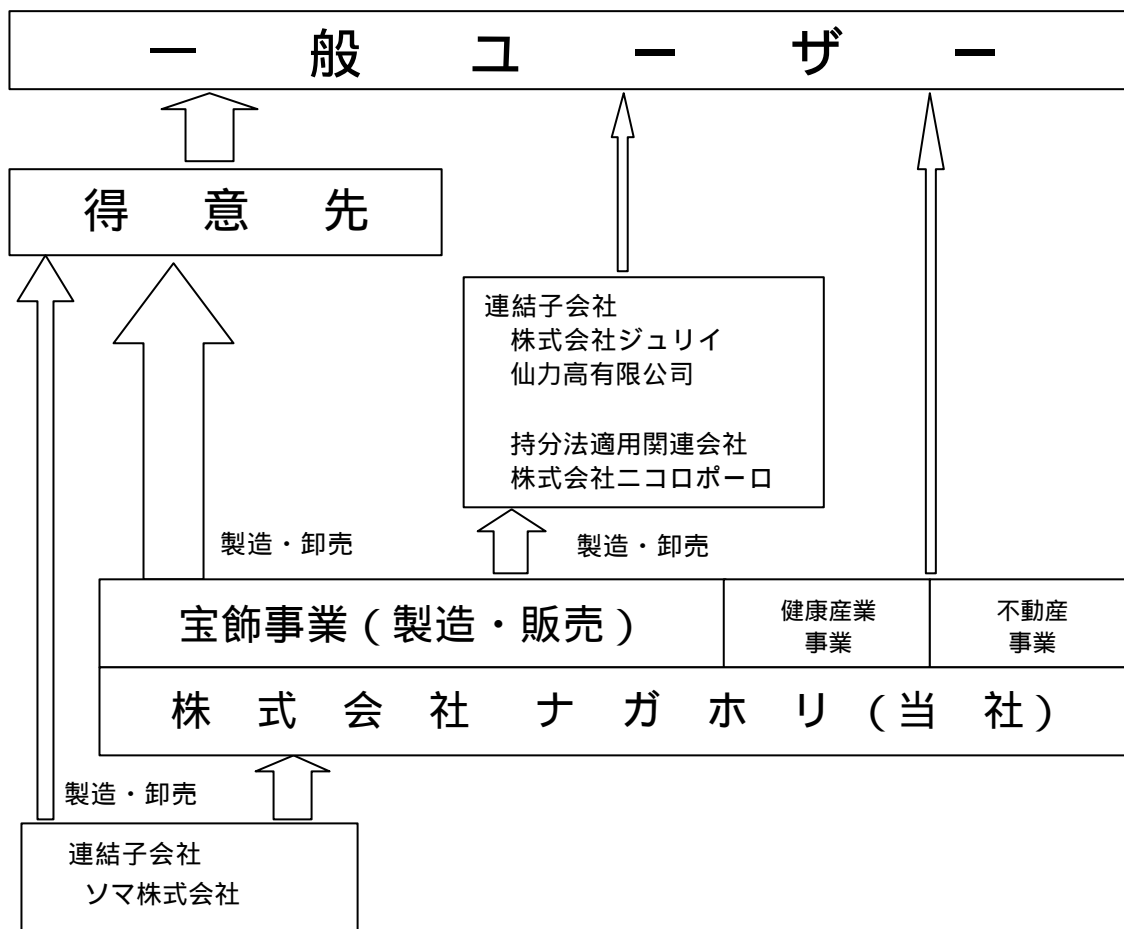 一般ユーザー
得意先
連結子会社
株式会社ジュリイ
仙力高有限公司
持分法適用関連会社
株式会社ニコロポーロ
製造・卸売
製造・卸売
宝飾事業（製造・販売）
健康産業
事業
不動産
事業
株式会社ナガホリ（当社）
製造・卸売
連結子会社
ソマ株式会社